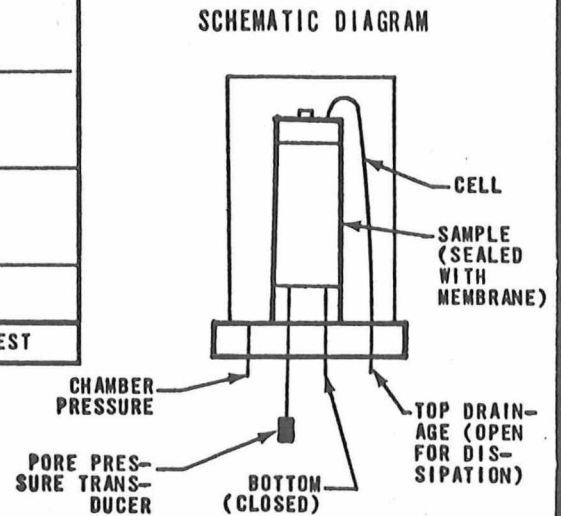 SCHEMATIC DIAGRAM
CELL
SAMPLE
(SEALED
WITH
MEMBRANE)
EST
CHAMBER
PRESSURE
TOP DRAIN-
AGE (OPEN
FOR DIS-
SIPATION)
PORE PRES-
SURE TRANS-
DUCER
BOTTOM
(CLOSED)